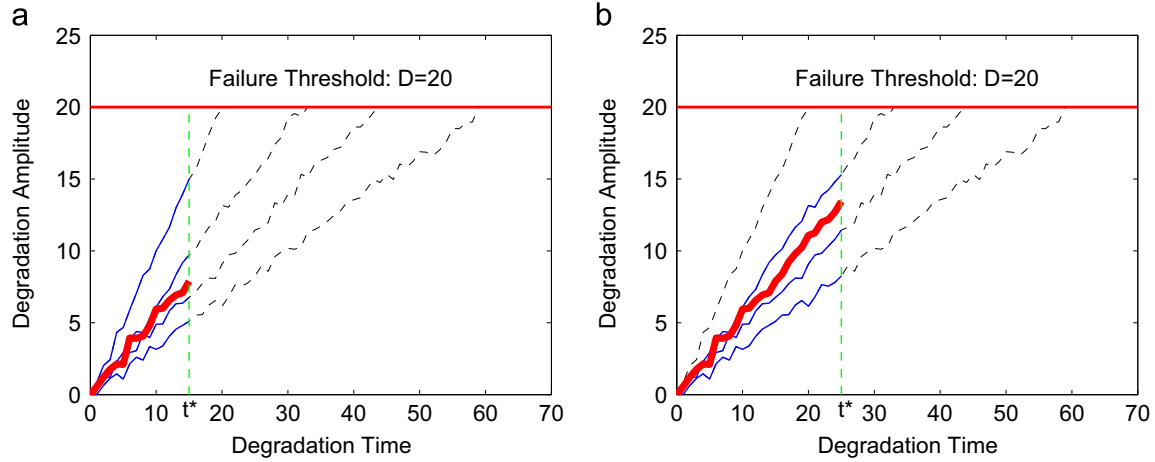 a
25
20
15
10
5
0
Degradation Amplitude
Failure Threshold: D=20
0 10 t* 20 30 40 50 60 70
Degradation Time
b
25
20
15
10
5
0
Degradation Amplitude
Failure Threshold: D=20
0 10 20 t* 30 40 50 60 70
Degradation Time